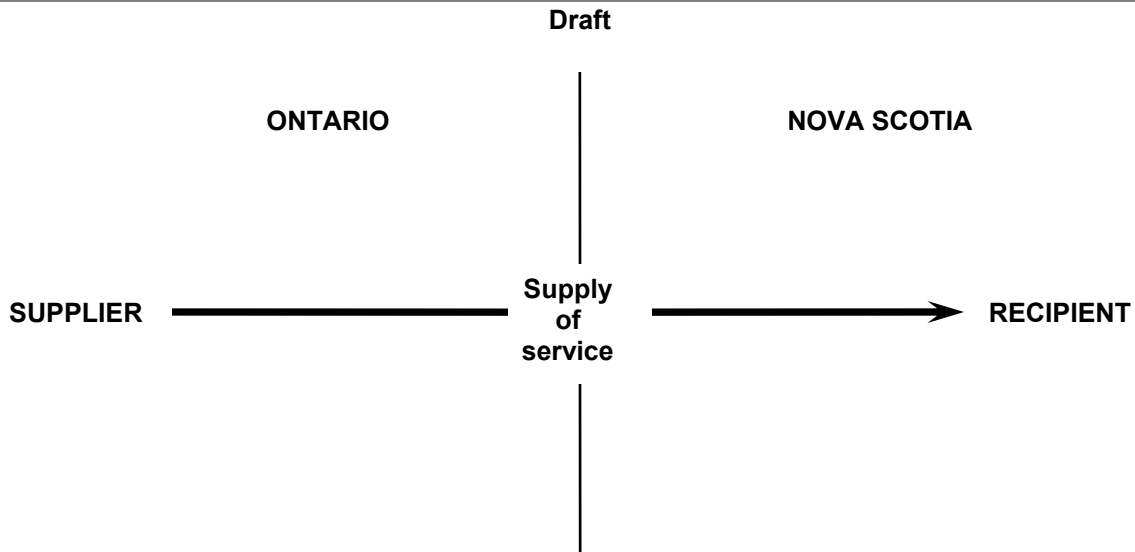 Draft
ONTARIO
NOVA SCOTIA
SUPPLIER
Supply
of
service
RECIPIENT